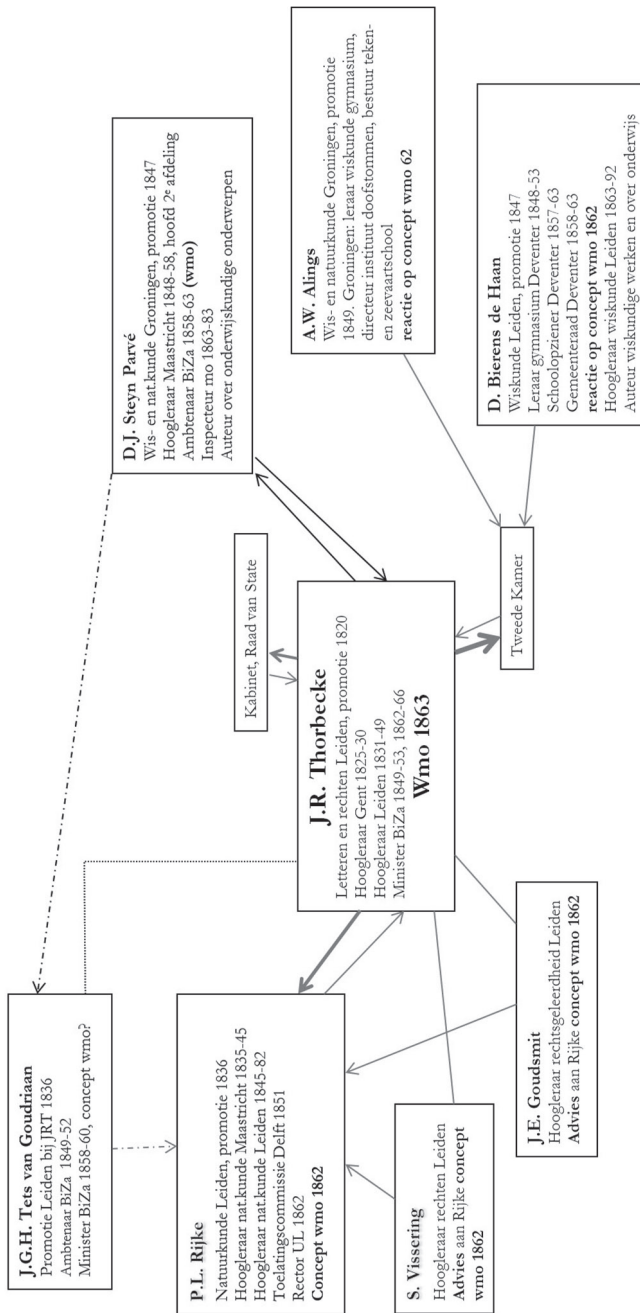 J.G.H. Tets van Goudriaan
Promotie Leiden bij JRT 1836
Ambtenaar BiZa 1849-52
Minister BiZa 1858-60, concept wmo?
D.J. Steyn Parvé
Wis- en nat.kunde Groningen, promotie 1847
Hoogleraar Maastricht 1848-58, hoofd 2e afdeling
Ambtenaar BiZa 1858-63 (wmo)
Inspecteur mo 1863-83
Auteur over onderwijskundige onderwerpen
P.L. Rijke
Natuurkunde Leiden, promotie 1836
Hoogleraar nat.kunde Maastricht 1835-45
Hoogleraar nat.kunde Leiden 1845-82
Toelatingscommissie Delft 1851
Rector UL 1862
Concept wmo 1862
Kabinet, Raad van State
J.R. Thorbecke
Letteren en rechten Leiden, promotie 1820
Hoogleraar Gent 1825-30
Hoogleraar Leiden 1831-49
Minister BiZa 1849-53, 1862-66
Wmo 1863
A.W. Alings
Wis- en natuurkunde Groningen, promotie
1849. Groningen: leraar wiskunde gymnasium,
directeur instituut doofstommen, bestuur teken-
en zeevaartschool
reactie op concept wmo 62
S. Vissering
Hoogleraar rechten Leiden
Advies aan Rijke concept
wmo 1862
J.E. Goudsmit
Hoogleraar rechtsgeleerdheid Leiden
Advies aan Rijke concept wmo 1862
Tweede Kamer
D. Bierens de Haan
Wiskunde Leiden, promotie 1847
Leraar gymnasium Deventer 1848-53
Schoolopziener Deventer 1857-63
Gemeenteraad Deventer 1858-63
reactie op concept wmo 1862
Hoogleraar wiskunde Leiden 1863-92
Auteur wiskundige werken en over onderwijs